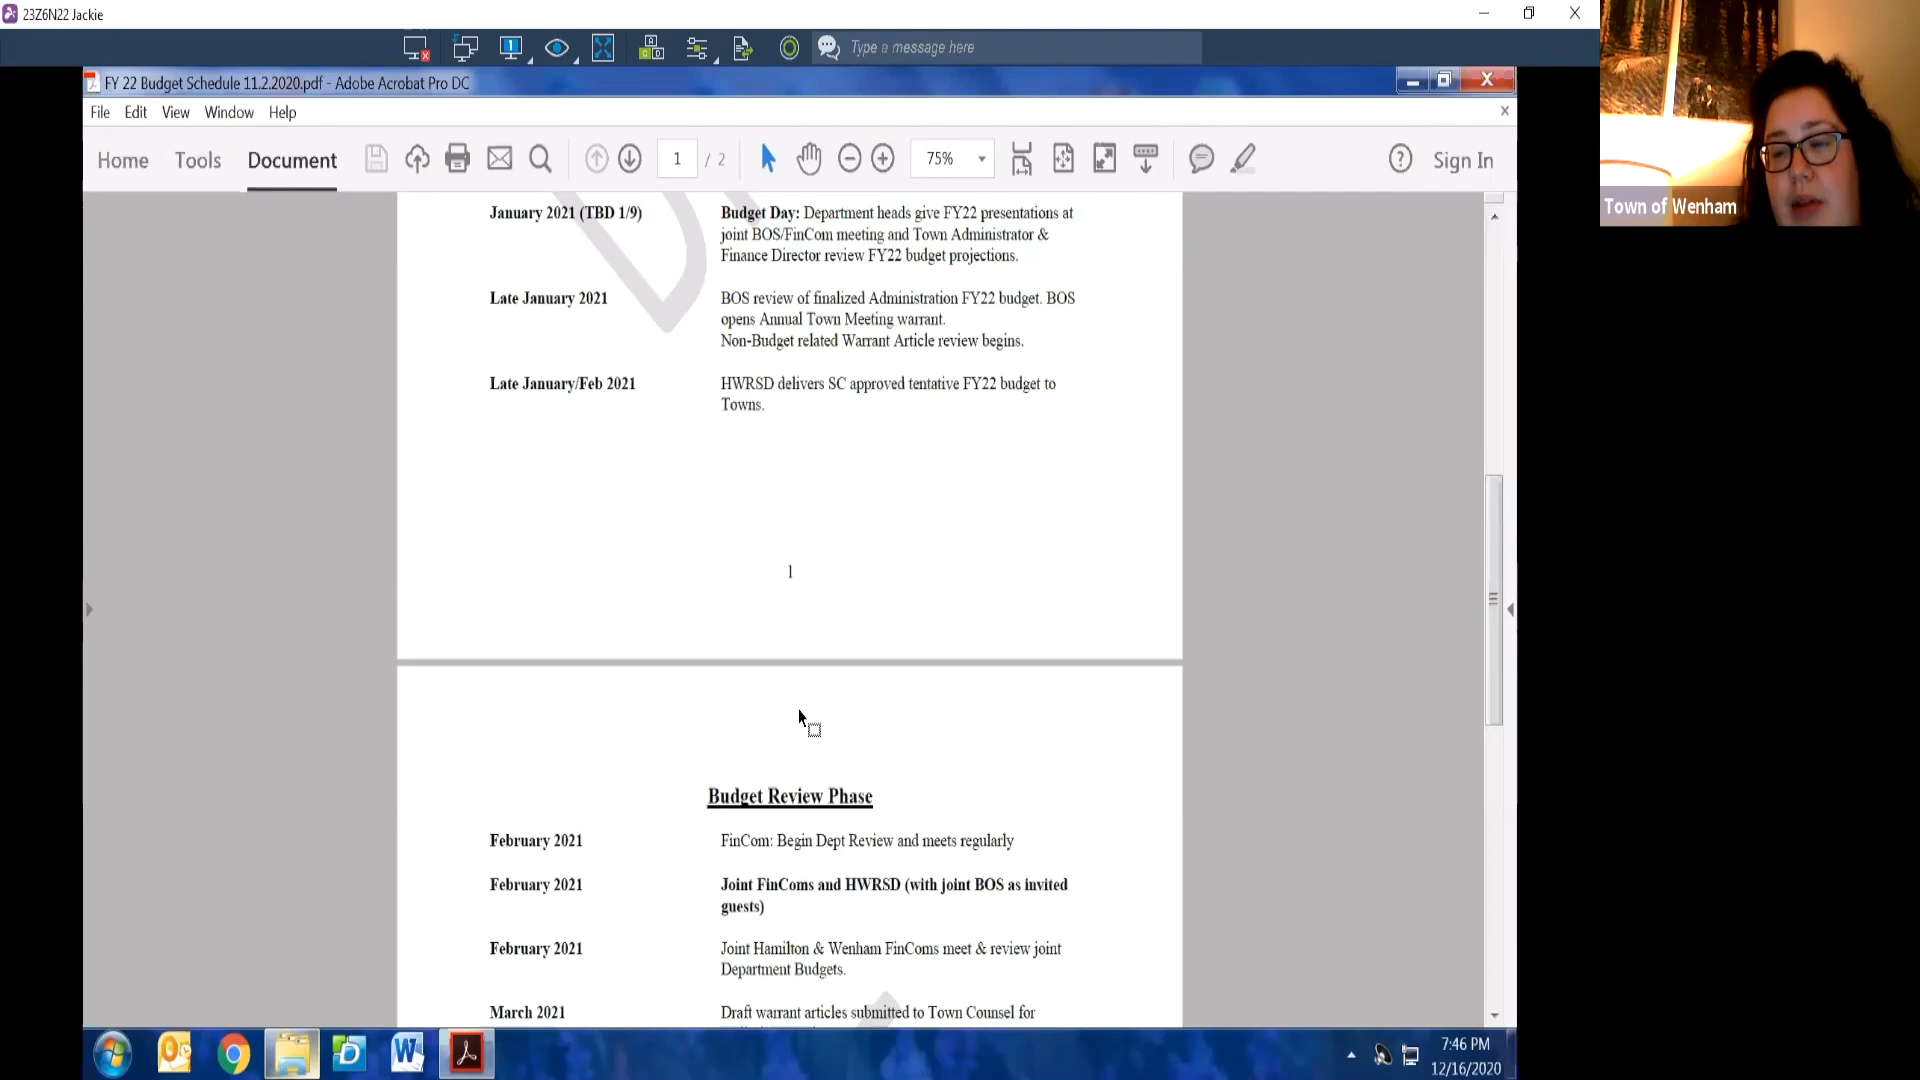 23Z6N22 Jackie
Type a message here
FY 22 Budget Schedule 11.2.2020.pdf - Adobe Acrobat Pro DC
File Edit View Window Help
Home Tools Document 1 / 2 75% Sign In
Town of Wenham
January 2021 (TBD 1/9) Budget Day: Department heads give FY22 presentations at
joint BOS/FinCom meeting and Town Administrator &
Finance Director review FY22 budget projections.
Late January 2021 BOS review of finalized Administration FY22 budget. BOS
opens Annual Town Meeting warrant.
Non-Budget related Warrant Article review begins.
Late January/Feb 2021 HWRSD delivers SC approved tentative FY22 budget to
Towns.
1
Budget Review Phase
February 2021 FinCom: Begin Dept Review and meets regularly
February 2021 Joint FinComs and HWRSD (with joint BOS as invited
guests)
February 2021 Joint Hamilton & Wenham FinComs meet & review joint
Department Budgets.
March 2021 Draft warrant articles submitted to Town Counsel for
7:46 PM
12/16/2020